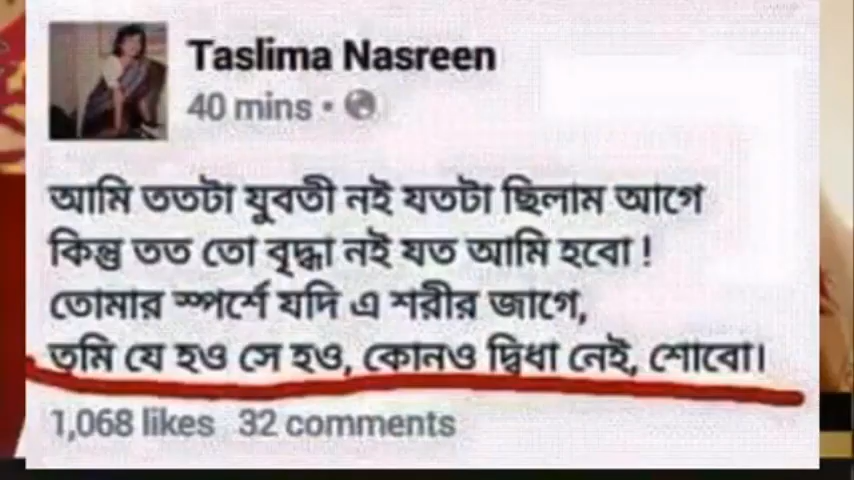 Taslima Nasreen
40 mins •
আমি ততটা যুবতী নই যতটা ছিলাম আগে
কিন্তু তত তো বৃদ্ধা নই যত আমি হবো !
তোমার স্পর্শে যদি এ শরীর জাগে,
তুমি যে হও সে হও, কোনও দ্বিধা নেই, শোবো।
1,068 likes 32 comments